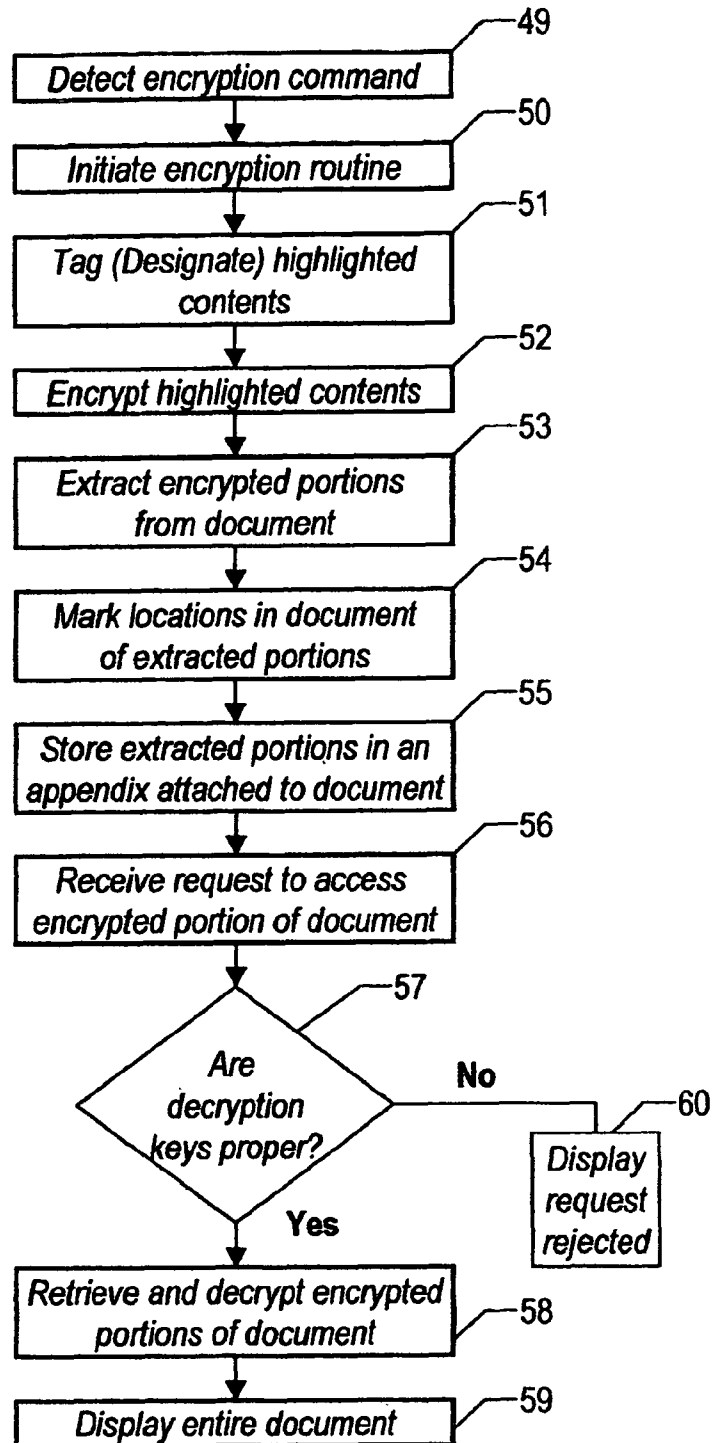 49
Detect encryption command
50
Initiate encryption routine
51
Tag (Designate) highlighted
contents
52
Encrypt highlighted contents
53
Extract encrypted portions
from document
54
Mark locations in document
of extracted portions
55
Store extracted portions in an
appendix attached to document
56
Receive request to access
encrypted portion of document
57
Are
decryption
keys proper?
No
60
Display
request
rejected
Yes
Retrieve and decrypt encrypted
portions of document
58
59
Display entire document